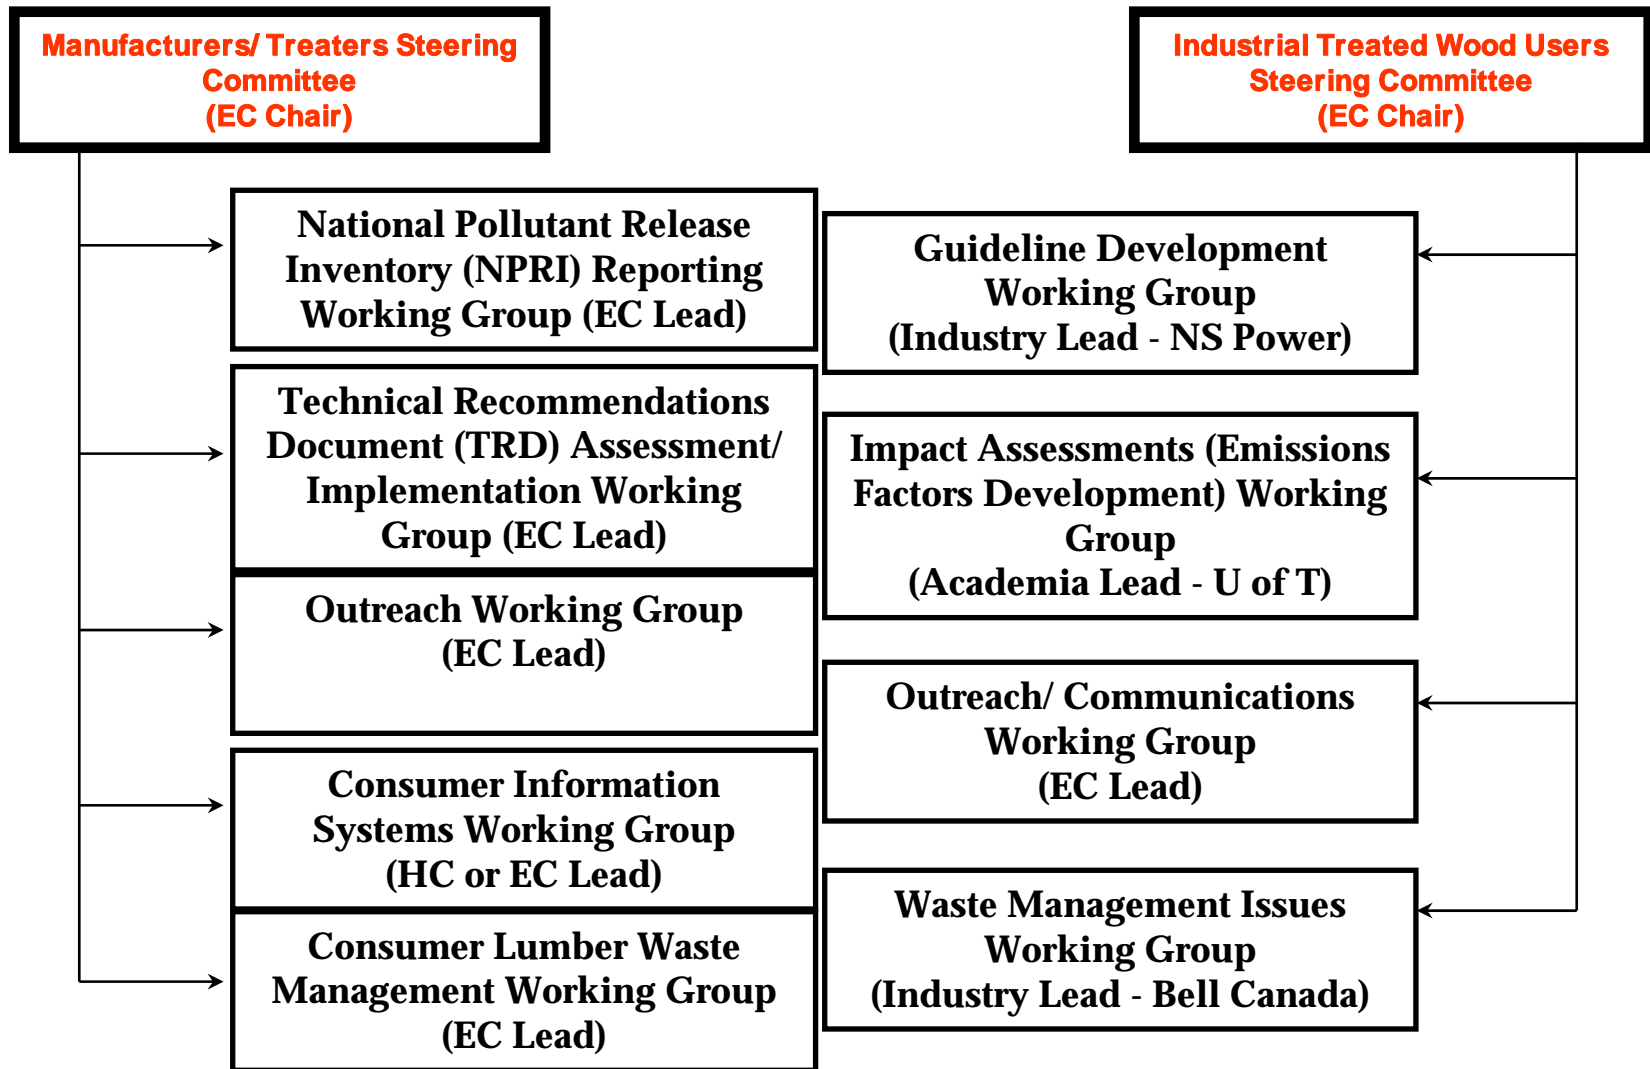 Manufacturers/ Treaters Steering
Committee
(EC Chair)
Industrial Treated Wood Users
Steering Committee
(EC Chair)
National Pollutant Release
Inventory (NPRI) Reporting
Working Group (EC Lead)
Technical Recommendations
Document (TRD) Assessment/
Implementation Working
Group (EC Lead)
Outreach Working Group
(EC Lead)
Consumer Information
Systems Working Group
(HC or EC Lead)
Consumer Lumber Waste
Management Working Group
(EC Lead)
Guideline Development
Working Group
(Industry Lead - NS Power)
Impact Assessments (Emissions
Factors Development) Working
Group
(Academia Lead - U of T)
Outreach/ Communications
Working Group
(EC Lead)
Waste Management Issues
Working Group
(Industry Lead - Bell Canada)